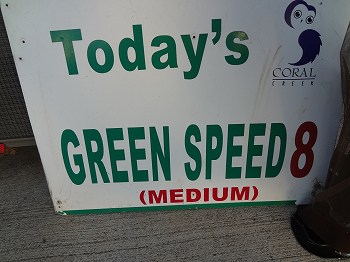 Today's
CORAL
CREEK
GREEN SPEED 8
(MEDIUM)